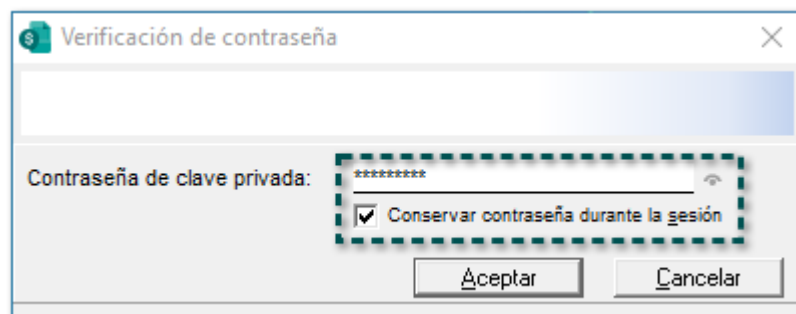 Verificación de contraseña
Contraseña de clave privada: *********
Conservar contraseña durante la sesión
Aceptar Cancelar